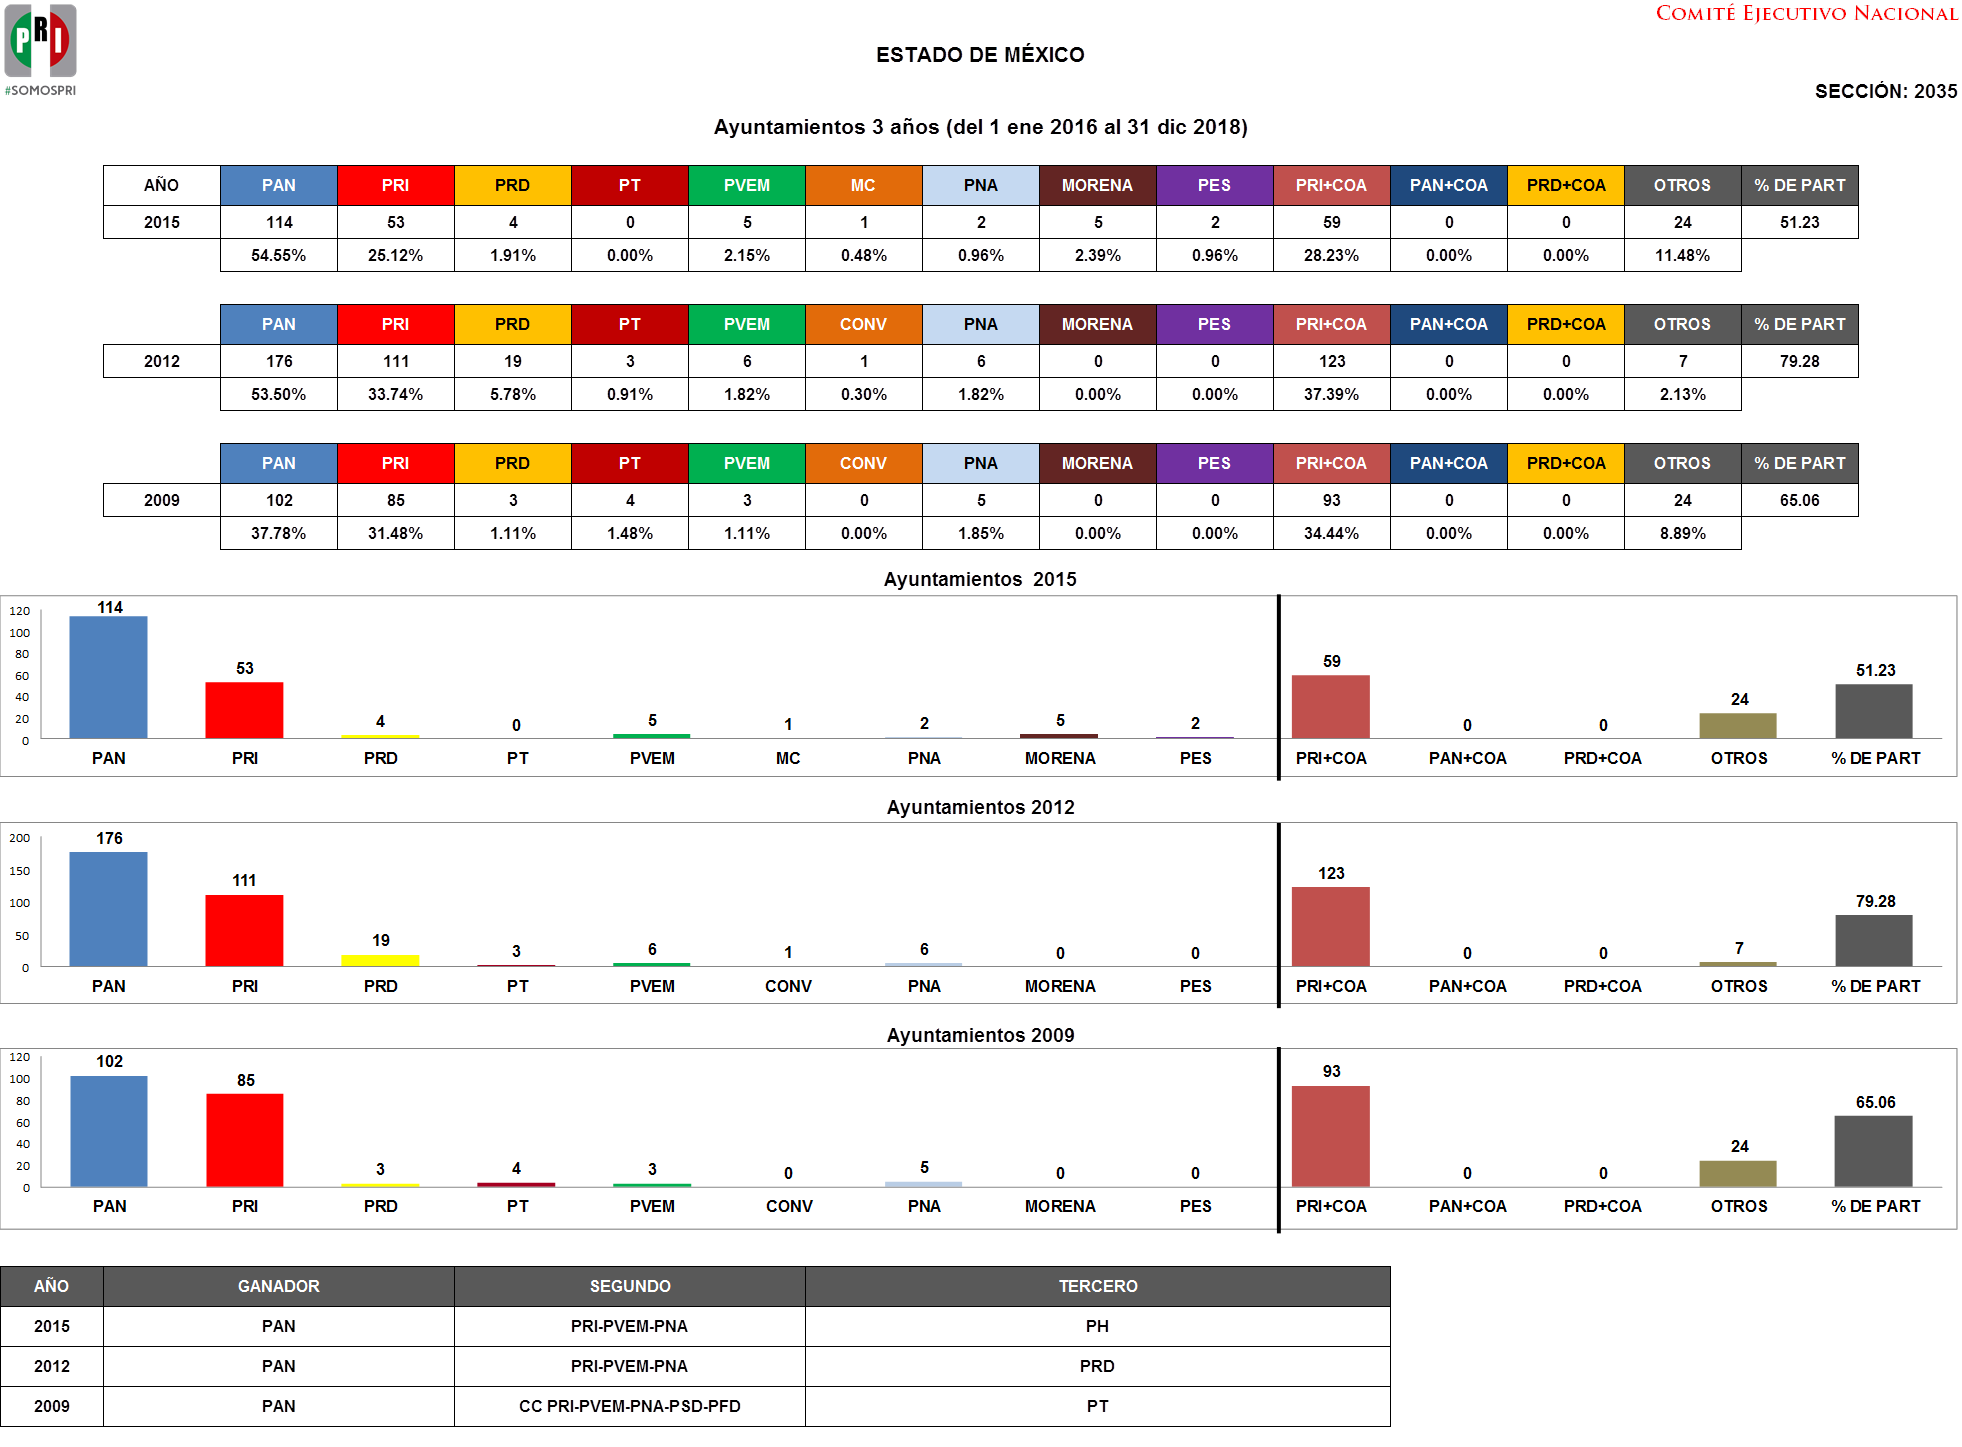 PRI
#SOMOSPRI
COMITÉ EJECUTIVO NACIONAL
ESTADO DE MÉXICO
SECCIÓN: 2035
Ayuntamientos 3 años (del 1 ene 2016 al 31 dic 2018)
AÑO PAN PRI PRD PT PVEM MC PNA MORENA PES PRI+COA PAN+COA PRD+COA OTROS % DE PART
2015 114 53 4 0 5 1 2 5 2 59 0 0 24 51.23
54.55% 25.12% 1.91% 0.00% 2.15% 0.48% 0.96% 2.39% 0.96% 28.23% 0.00% 0.00% 11.48%
PAN PRI PRD PT PVEM CONV PNA MORENA PES PRI+COA PAN+COA PRD+COA OTROS % DE PART
2012 176 111 19 3 6 1 6 0 0 123 0 0 7 79.28
53.50% 33.74% 5.78% 0.91% 1.82% 0.30% 1.82% 0.00% 0.00% 37.39% 0.00% 0.00% 2.13%
PAN PRI PRD PT PVEM CONV PNA MORENA PES PRI+COA PAN+COA PRD+COA OTROS % DE PART
2009 102 85 3 4 3 0 5 0 0 93 0 0 24 65.06
37.78% 31.48% 1.11% 1.48% 1.11% 0.00% 1.85% 0.00% 0.00% 34.44% 0.00% 0.00% 8.89%
Ayuntamientos 2015
120
100
80
60
40
20
0
114 53 4 0 5 1 2 5 2 59 0 0 24 51.23
PAN PRI PRD PT PVEM MC PNA MORENA PES PRI+COA PAN+COA PRD+COA OTROS % DE PART
Ayuntamientos 2012
200
150
100
50
0
176 111 19 3 6 1 6 0 0 123 0 0 7 79.28
PAN PRI PRD PT PVEM CONV PNA MORENA PES PRI+COA PAN+COA PRD+COA OTROS % DE PART
Ayuntamientos 2009
120
100
80
60
40
20
0
102 85 3 4 3 0 5 0 0 93 0 0 24 65.06
PAN PRI PRD PT PVEM CONV PNA MORENA PES PRI+COA PAN+COA PRD+COA OTROS % DE PART
AÑO GANADOR SEGUNDO TERCERO
2015 PAN PRI-PVEM-PNA PH
2012 PAN PRI-PVEM-PNA PRD
2009 PAN CC PRI-PVEM-PNA-PSD-PFD PT